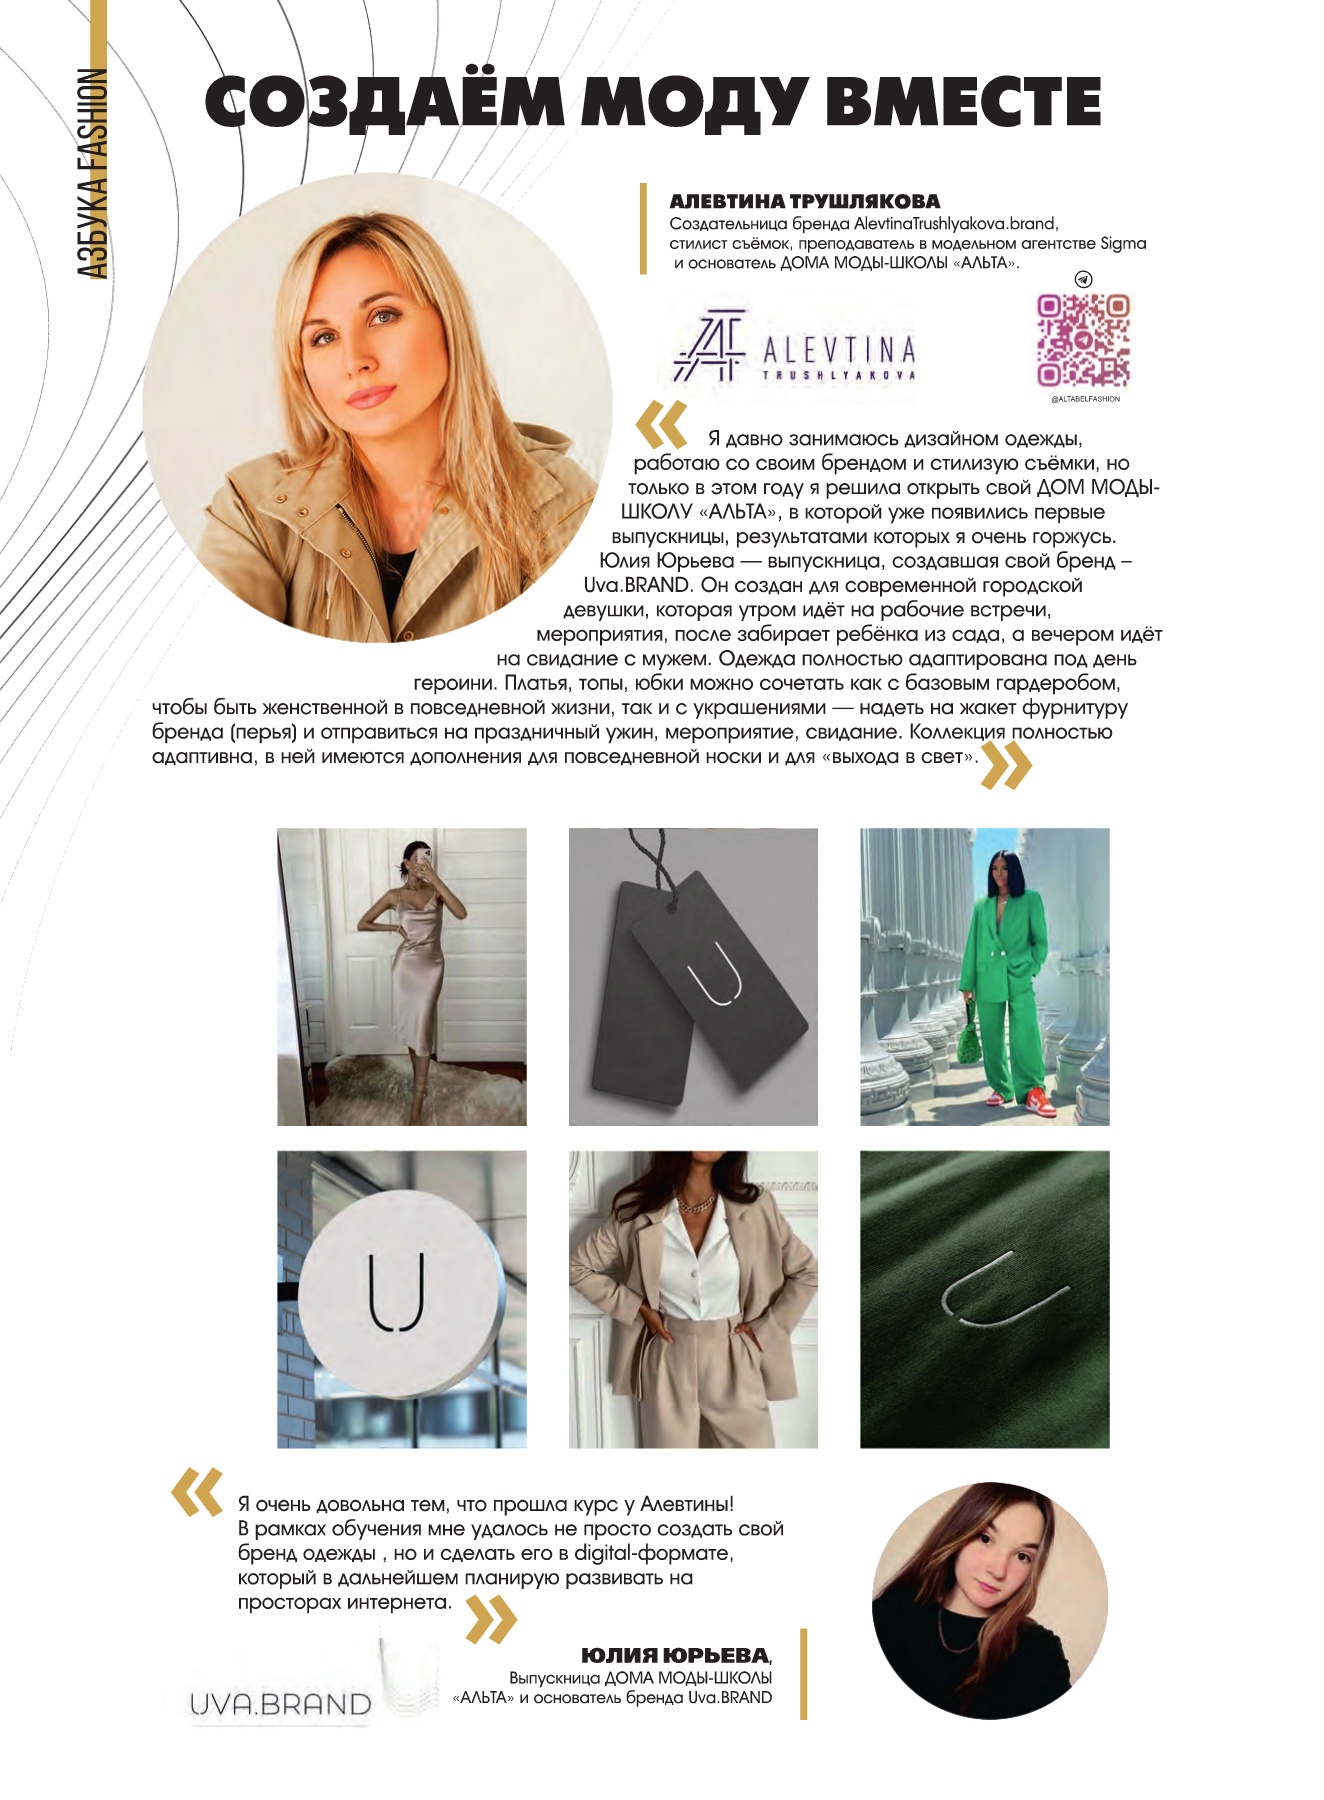 АЗБУКА FASHION
СОЗДАЁМ МОДУ ВМЕСТЕ
АЛЕВТИНА ТРУШЛЯКОВА
Создательница бренда AlevtinaTrushlyakova.brand,
стилист съёмок, преподаватель в модельном агентстве Sigma
и основатель ДОМА МОДЫ-ШКОЛЫ «АЛЬТА».
ALEVTINA
TRUSHLYAKOVA
@ALTABELFASHION
« Я давно занимаюсь дизайном одежды,
работаю со своим брендом и стилизую съёмки, но
только в этом году я решила открыть свой ДОМ МОДЫ-
ШКОЛУ «АЛЬТА», в которой уже появились первые
выпускницы, результатами которых я очень горжусь.
Юлия Юрьева — выпускница, создавшая свой бренд –
Uva.BRAND. Он создан для современной городской
девушки, которая утром идёт на рабочие встречи,
мероприятия, после забирает ребёнка из сада, а вечером идёт
на свидание с мужем. Одежда полностью адаптирована под день
героини. Платья, топы, юбки можно сочетать как с базовым гардеробом,
чтобы быть женственной в повседневной жизни, так и с украшениями — надеть на жакет фурнитуру
бренда (перья) и отправиться на праздничный ужин, мероприятие, свидание. Коллекция полностью
адаптивна, в ней имеются дополнения для повседневной носки и для «выхода в свет». »
U
U
U
« Я очень довольна тем, что прошла курс у Алевтины!
В рамках обучения мне удалось не просто создать свой
бренд одежды , но и сделать его в digital-формате,
который в дальнейшем планирую развивать на
просторах интернета. »
ЮЛИЯ ЮРЬЕВА,
Выпускница ДОМА МОДЫ-ШКОЛЫ
«АЛЬТА» и основатель бренда Uva.BRAND
UVA.BRAND